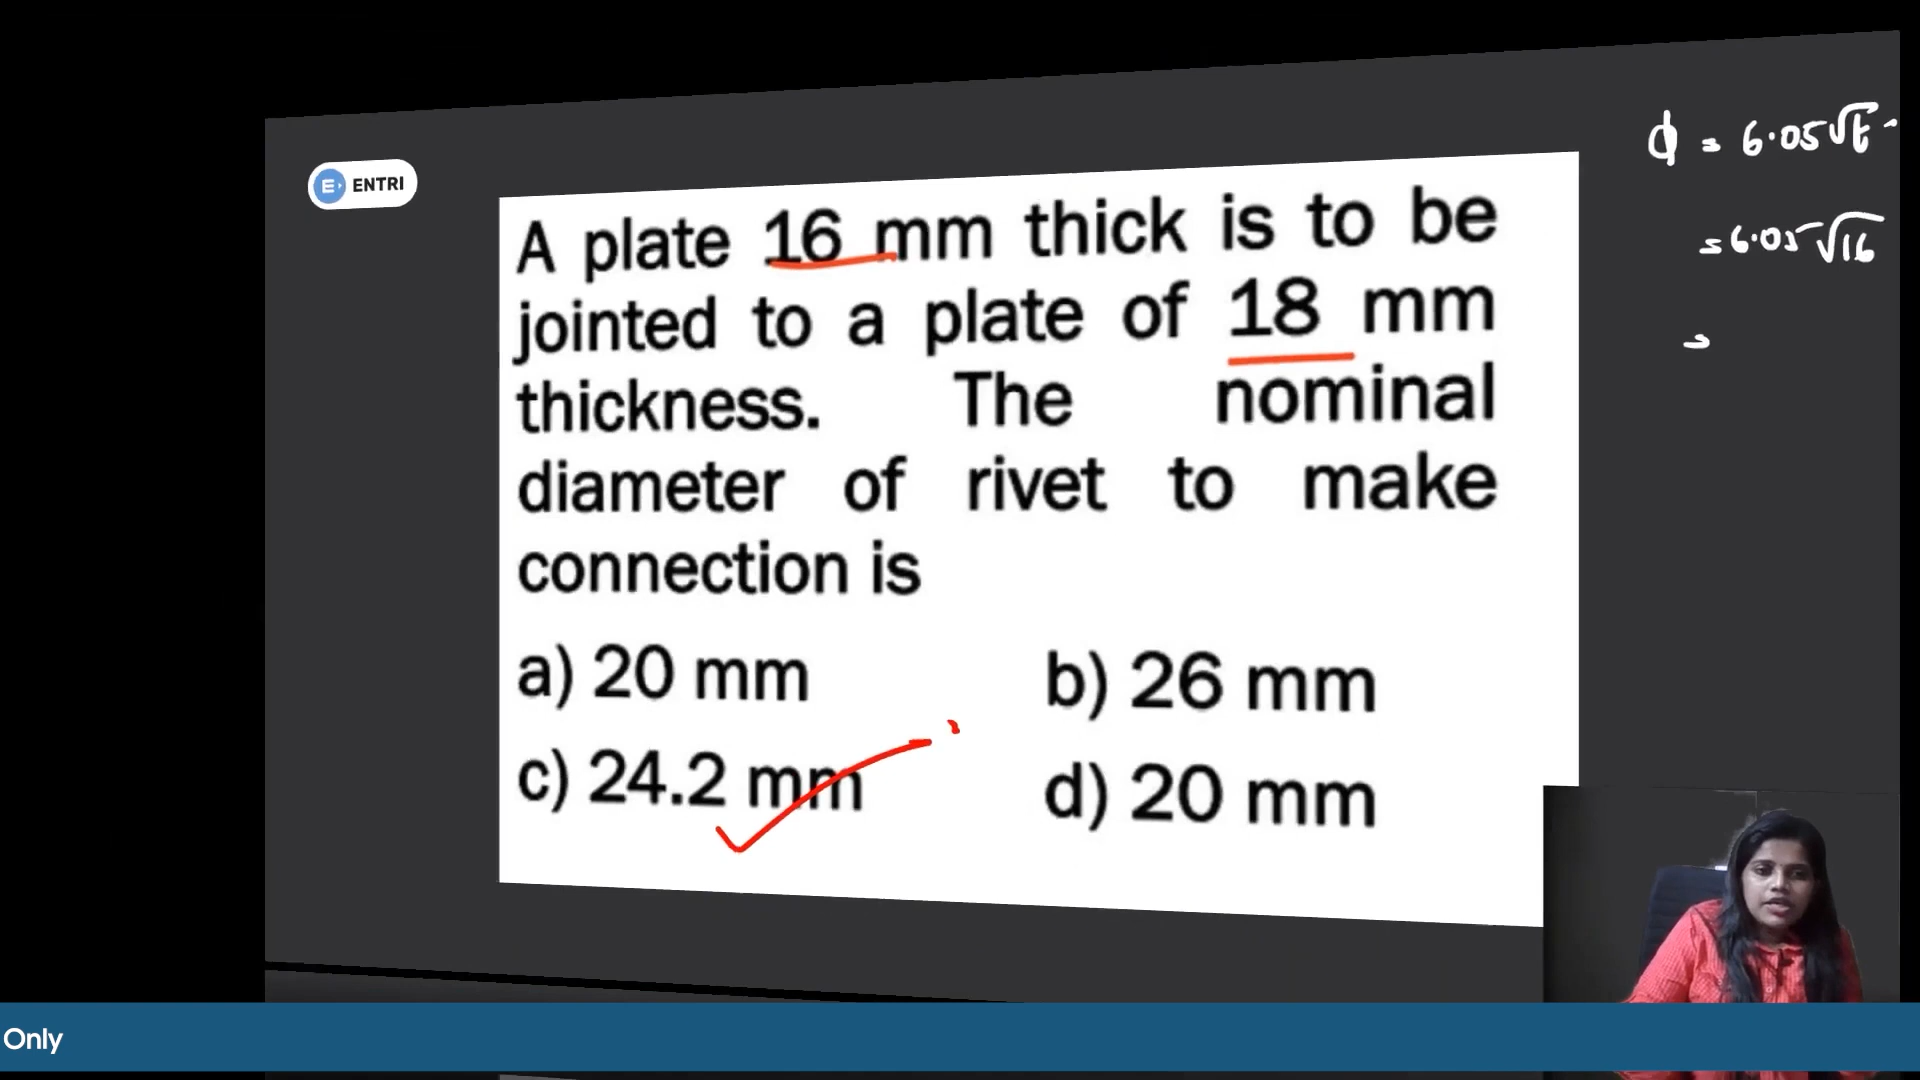 ENTRI
A plate 16 mm thick is to be
jointed to a plate of 18 mm
thickness. The nominal
diameter of rivet to make
connection is
a) 20 mm
b) 26 mm
c) 24.2 mm
d) 20 mm
ϕ = 6.05√t
= 6.05√16
=
Only